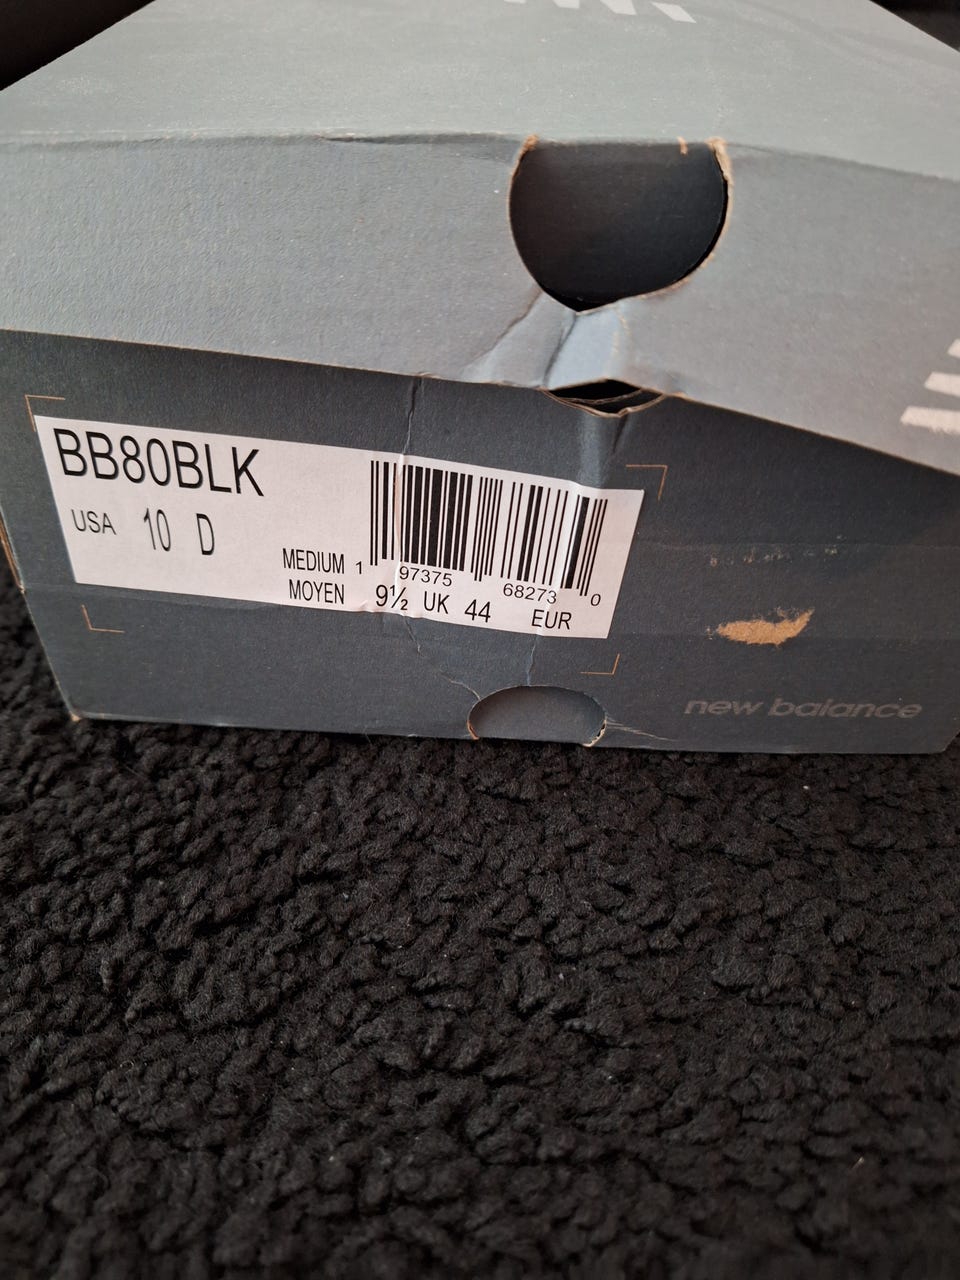 BB80BLK
USA 10 D
MEDIUM
MOYEN
1 97375 68273 0
9½ UK 44 EUR
new balance